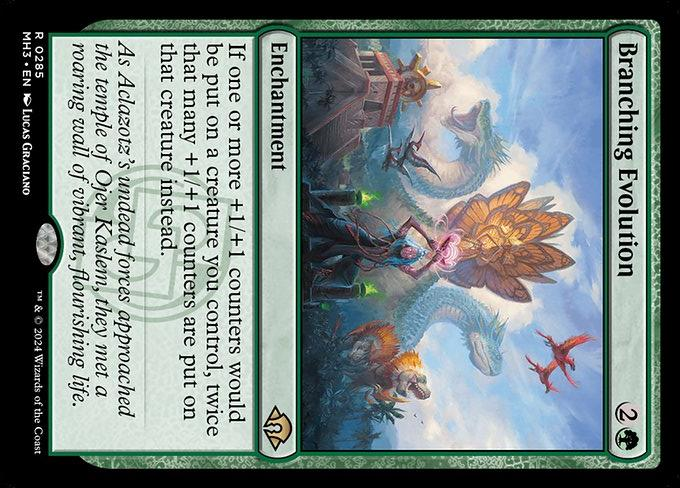 Branching Evolution
2
Enchantment
If one or more +1/+1 counters would
be put on a creature you control, twice
that many +1/+1 counters are put on
that creature instead.
As Aclazotz's undead forces approached
the temple of Ojer Kaslem, they met a
roaring wall of vibrant, flourishing life.
R 0285
MH3 • EN Lucas Graciano
™ & © 2024 Wizards of the Coast